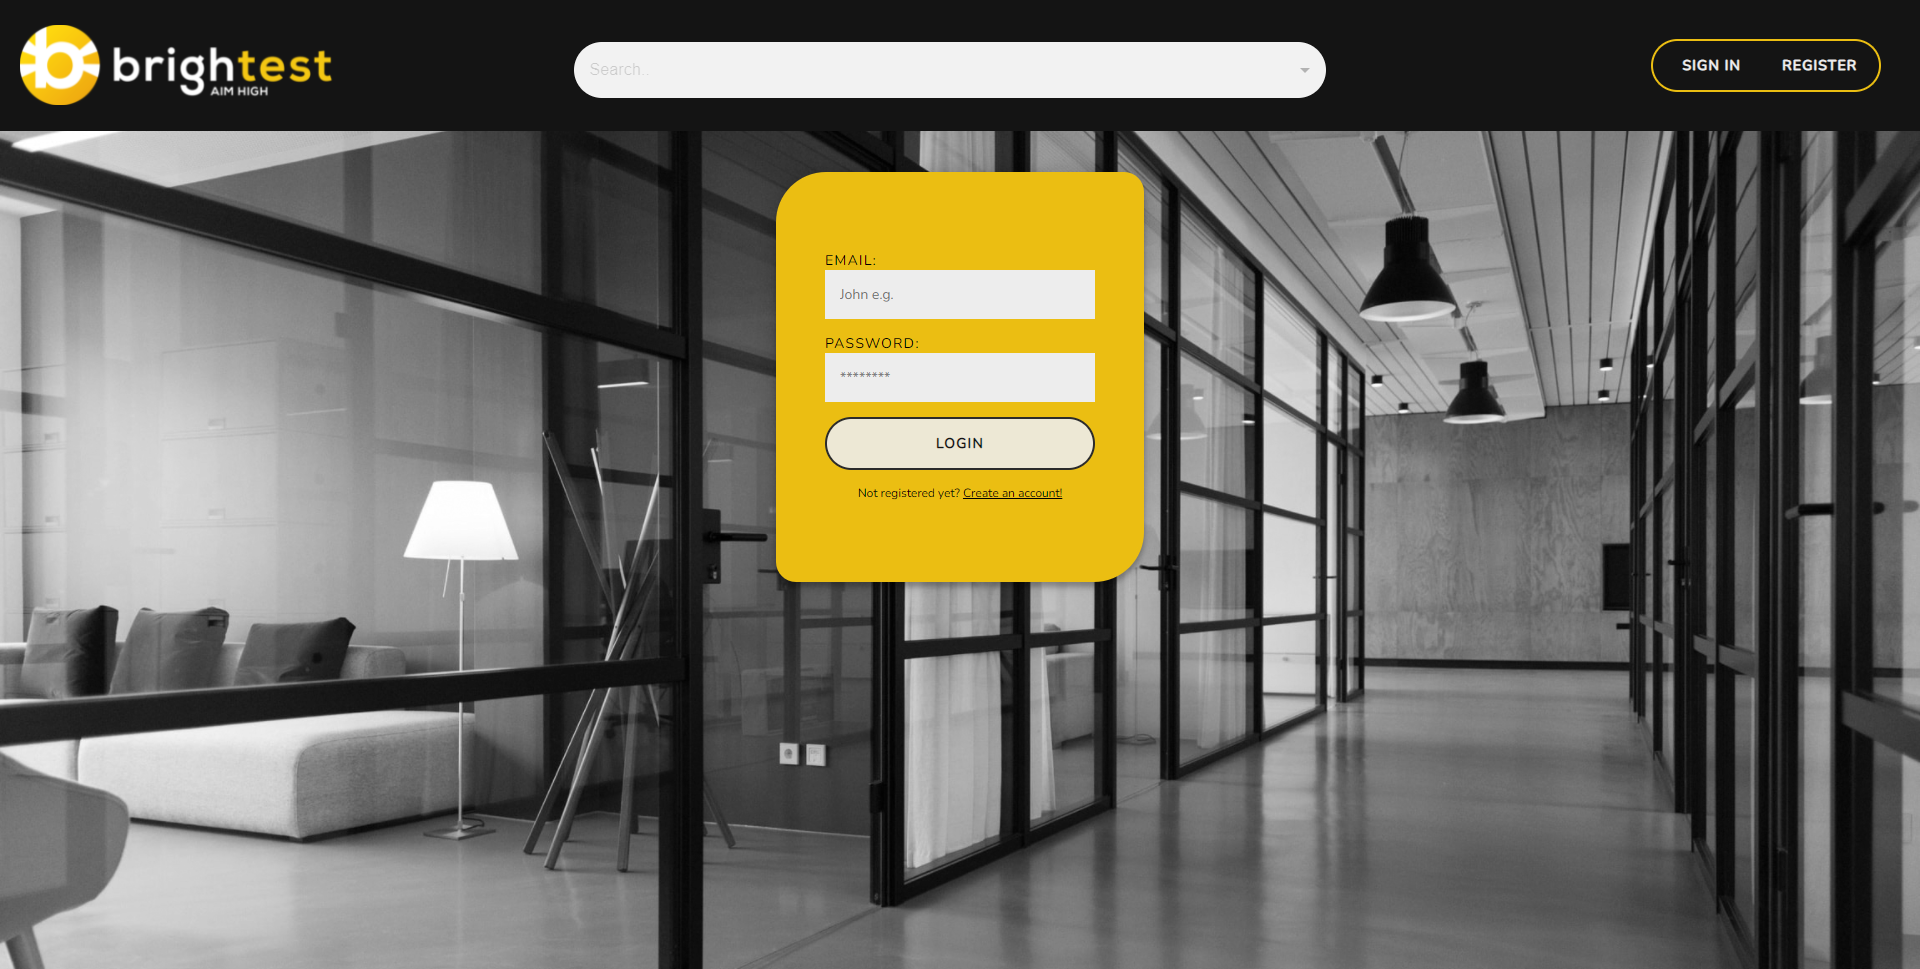 brightest
AIM HIGH
Search..
SIGN IN
REGISTER
EMAIL:
John e.g.
PASSWORD:
********
LOGIN
Not registered yet? Create an account!